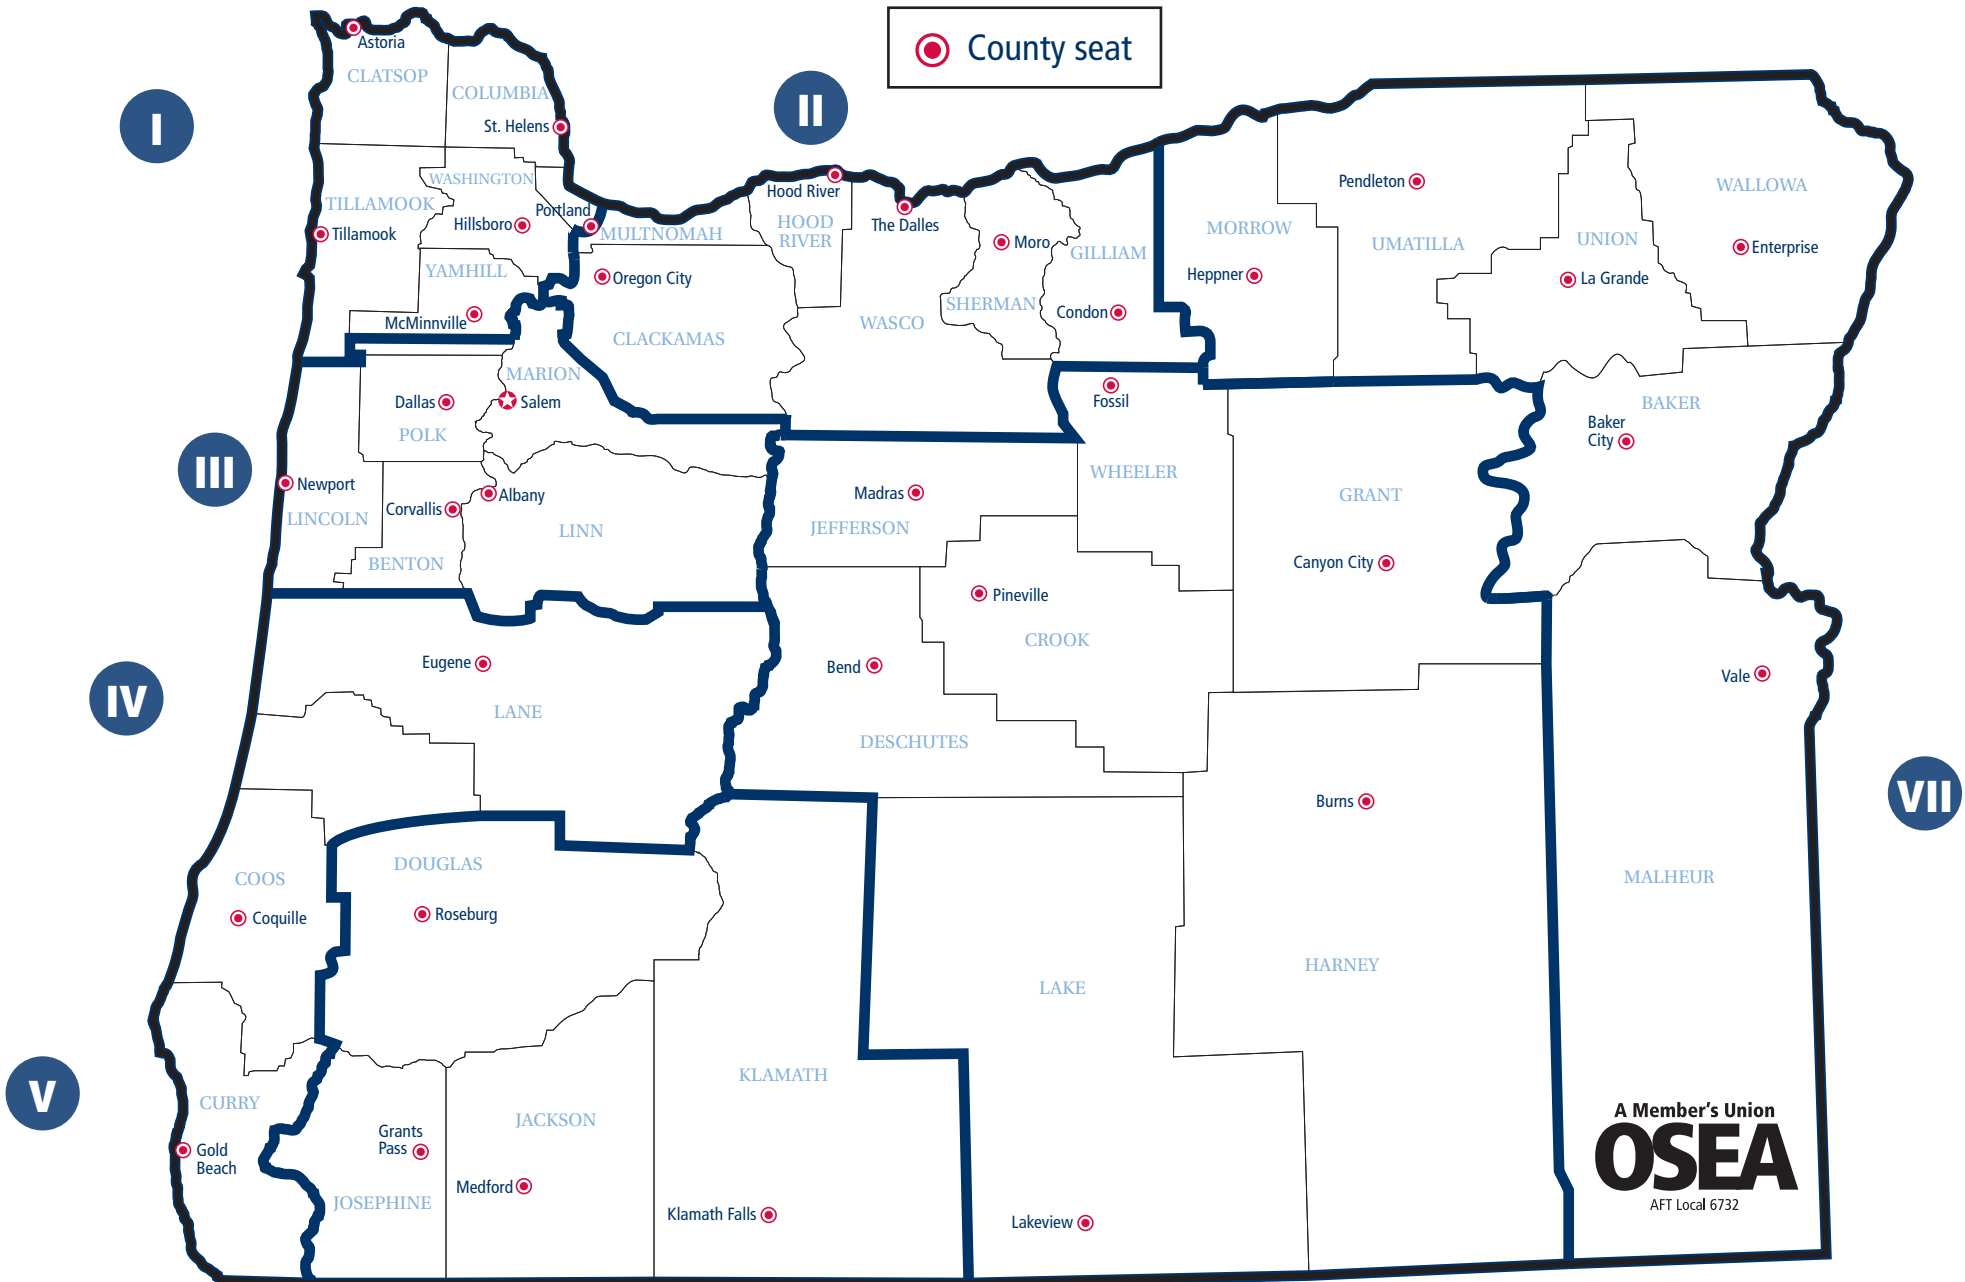 County seat
I
II
III
IV
V
VII
Astoria
CLATSOP
COLUMBIA
St. Helens
WASHINGTON
TILLAMOOK
Tillamook
Hillsboro
Portland
MULTNOMAH
YAMHILL
McMinnville
Oregon City
CLACKAMAS
Hood River
HOOD
RIVER
The Dalles
WASCO
Moro
SHERMAN
GILLIAM
Condon
MORROW
Heppner
Pendleton
UMATILLA
UNION
La Grande
WALLOWA
Enterprise
MARION
Salem
Dallas
POLK
Newport
LINCOLN
Corvallis
BENTON
Albany
LINN
Madras
JEFFERSON
Fossil
WHEELER
GRANT
Canyon City
BAKER
Baker
City
Eugene
LANE
Bend
DESCHUTES
Pineville
CROOK
Burns
HARNEY
Vale
MALHEUR
COOS
Coquille
DOUGLAS
Roseburg
LAKE
Lakeview
KLAMATH
Klamath Falls
CURRY
Gold
Beach
Grants
Pass
JOSEPHINE
JACKSON
Medford
A Member's Union
OSEA
AFT Local 6732